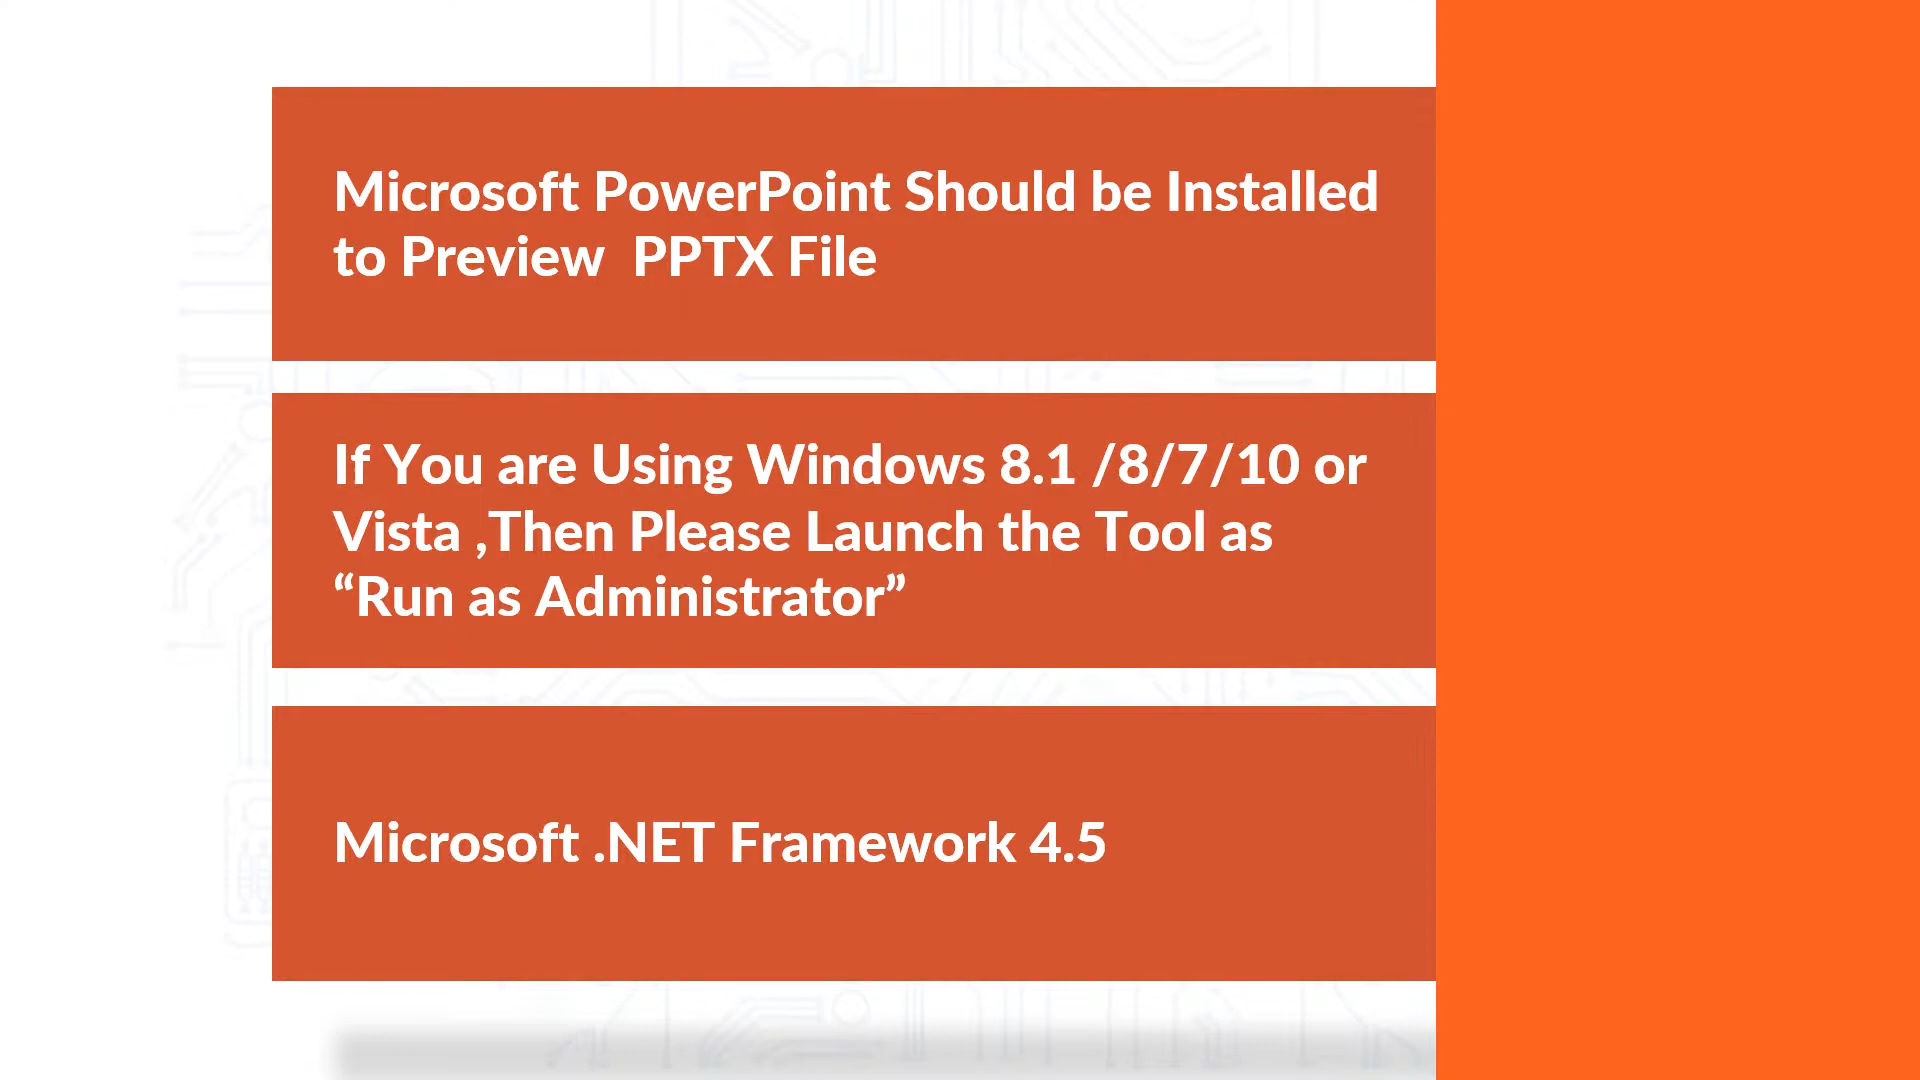 Microsoft PowerPoint Should be Installed
to Preview  PPTX File
If You are Using Windows 8.1 /8/7/10 or
Vista ,Then Please Launch the Tool as
“Run as Administrator”
Microsoft .NET Framework 4.5